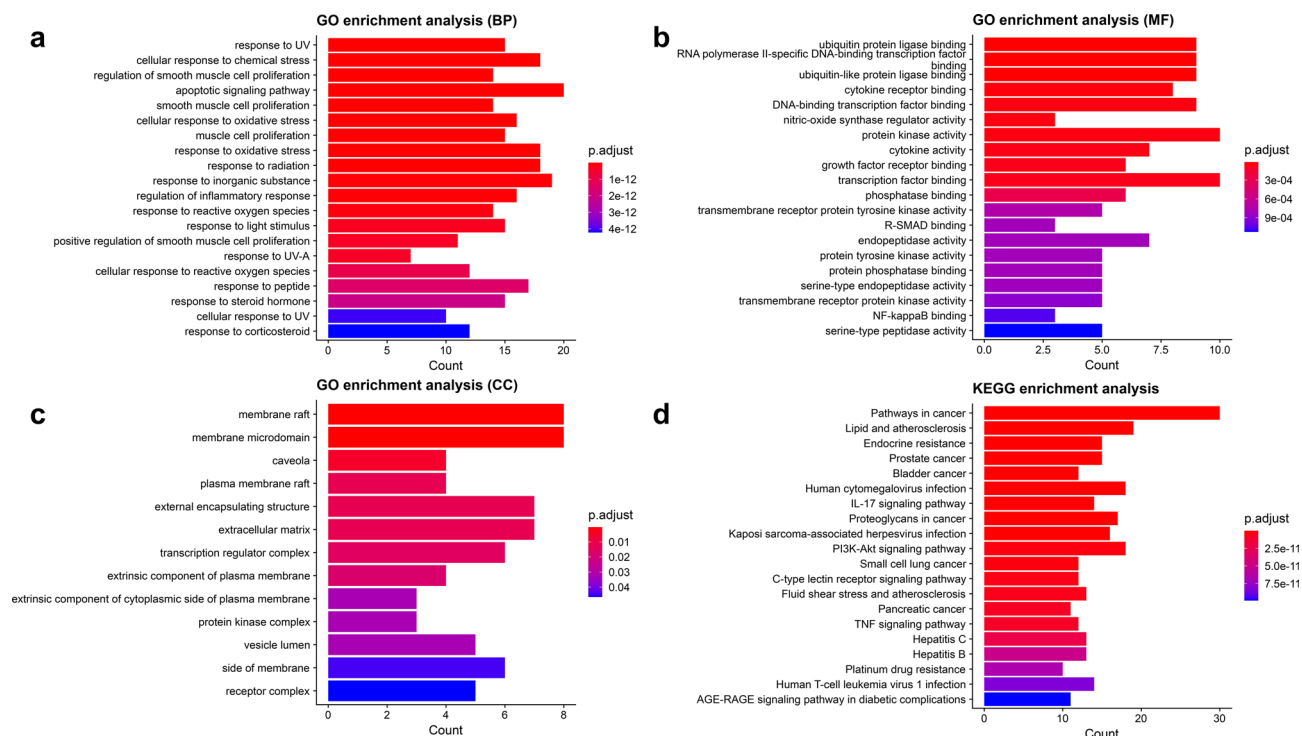 GO enrichment analysis (BP)
a
response to UV
cellular response to chemical stress
regulation of smooth muscle cell proliferation
apoptotic signaling pathway
smooth muscle cell proliferation
cellular response to oxidative stress
muscle cell proliferation
response to oxidative stress
response to radiation
response to inorganic substance
regulation of inflammatory response
response to reactive oxygen species
response to light stimulus
positive regulation of smooth muscle cell proliferation
response to UV-A
cellular response to reactive oxygen species
response to peptide
response to steroid hormone
cellular response to UV
response to corticosteroid
0 5 10 15 20
Count
p.adjust
1e-12
2e-12
3e-12
4e-12
GO enrichment analysis (MF)
b
ubiquitin protein ligase binding
RNA polymerase II-specific DNA-binding transcription factor
binding
ubiquitin-like protein ligase binding
cytokine receptor binding
DNA-binding transcription factor binding
nitric-oxide synthase regulator activity
protein kinase activity
cytokine activity
growth factor receptor binding
transcription factor binding
phosphatase binding
transmembrane receptor protein tyrosine kinase activity
R-SMAD binding
endopeptidase activity
protein tyrosine kinase activity
protein phosphatase binding
serine-type endopeptidase activity
transmembrane receptor protein kinase activity
NF-kappaB binding
serine-type peptidase activity
0.0 2.5 5.0 7.5 10.0
Count
p.adjust
3e-04
6e-04
9e-04
GO enrichment analysis (CC)
c
membrane raft
membrane microdomain
caveola
plasma membrane raft
external encapsulating structure
extracellular matrix
transcription regulator complex
extrinsic component of plasma membrane
extrinsic component of cytoplasmic side of plasma membrane
protein kinase complex
vesicle lumen
side of membrane
receptor complex
0 2 4 6 8
Count
p.adjust
0.01
0.02
0.03
0.04
KEGG enrichment analysis
d
Pathways in cancer
Lipid and atherosclerosis
Endocrine resistance
Prostate cancer
Bladder cancer
Human cytomegalovirus infection
IL-17 signaling pathway
Proteoglycans in cancer
Kaposi sarcoma-associated herpesvirus infection
PI3K-Akt signaling pathway
Small cell lung cancer
C-type lectin receptor signaling pathway
Fluid shear stress and atherosclerosis
Pancreatic cancer
TNF signaling pathway
Hepatitis C
Hepatitis B
Platinum drug resistance
Human T-cell leukemia virus 1 infection
AGE-RAGE signaling pathway in diabetic complications
0 10 20 30
Count
p.adjust
2.5e-11
5.0e-11
7.5e-11